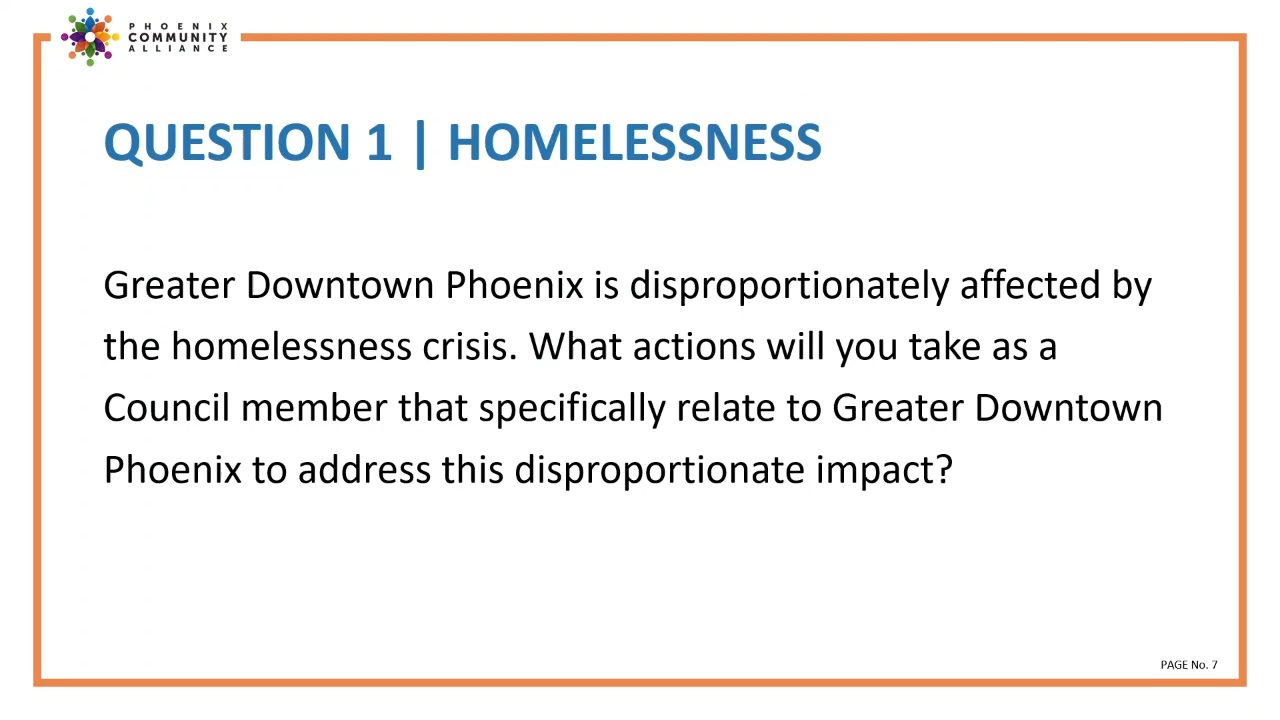 PHOENIX
COMMUNITY
ALLIANCE
QUESTION 1 | HOMELESSNESS
Greater Downtown Phoenix is disproportionately affected by
the homelessness crisis. What actions will you take as a
Council member that specifically relate to Greater Downtown
Phoenix to address this disproportionate impact?
PAGE No. 7